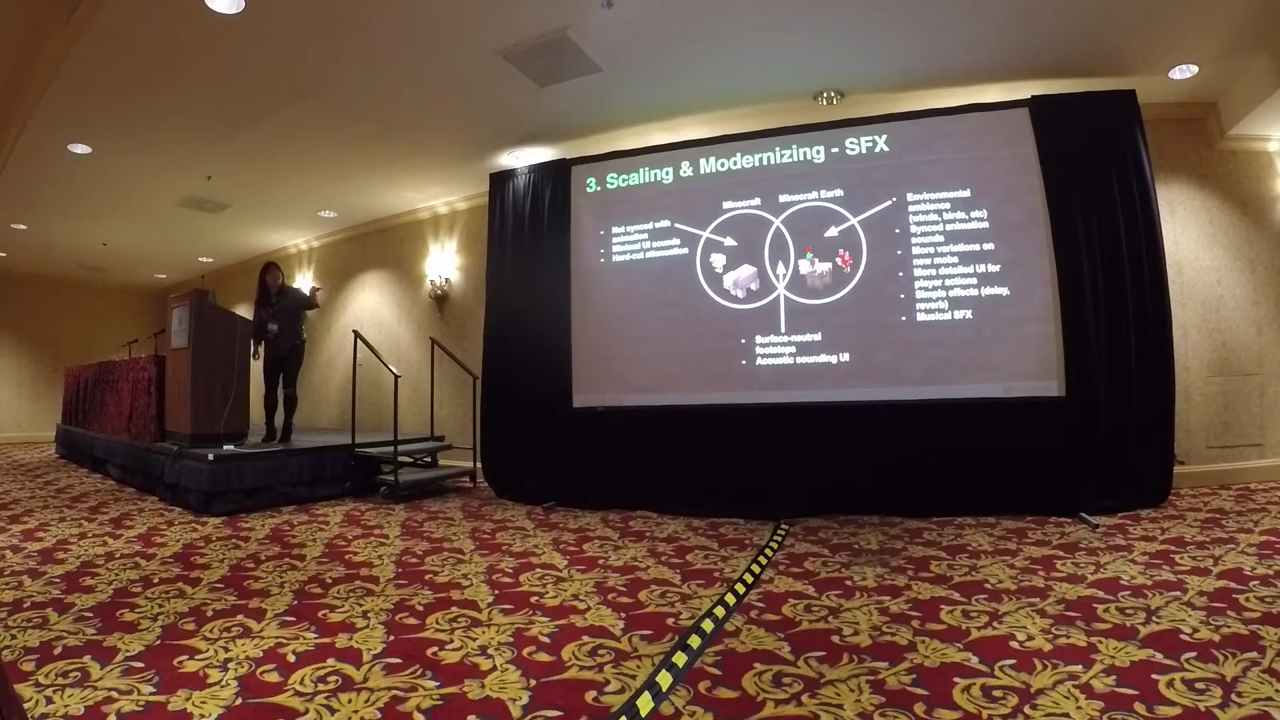 3. Scaling & Modernizing - SFX
Minecraft
Minecraft Earth
- Not synced with
animation
- Minimal UI sounds
- Hard-cut attenuation
- Environmental
ambience
(winds, birds, etc)
- Synced animation
sounds
- More variations on
new mobs
- More detailed UI for
player actions
- Simple effects (delay,
reverb)
- Musical SFX
- Surface-neutral
footsteps
- Acoustic sounding UI